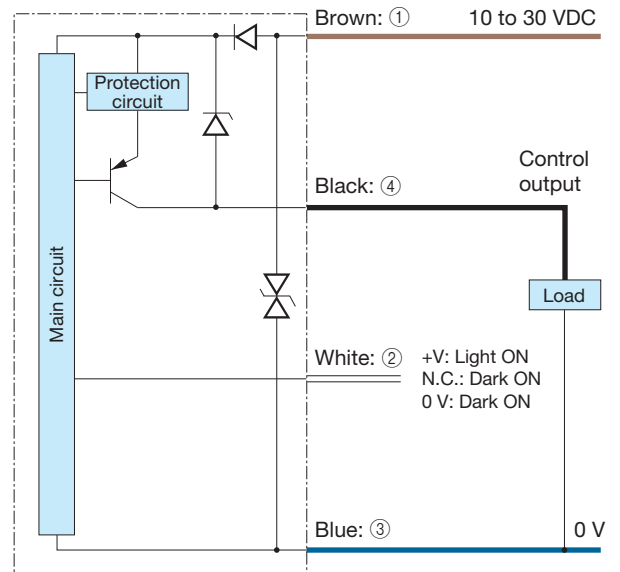 Brown: ① 10 to 30 VDC
Protection
circuit
Control
output
Black: ④
Main circuit
Load
White: ② +V: Light ON
N.C.: Dark ON
0 V: Dark ON
Blue: ③ 0 V